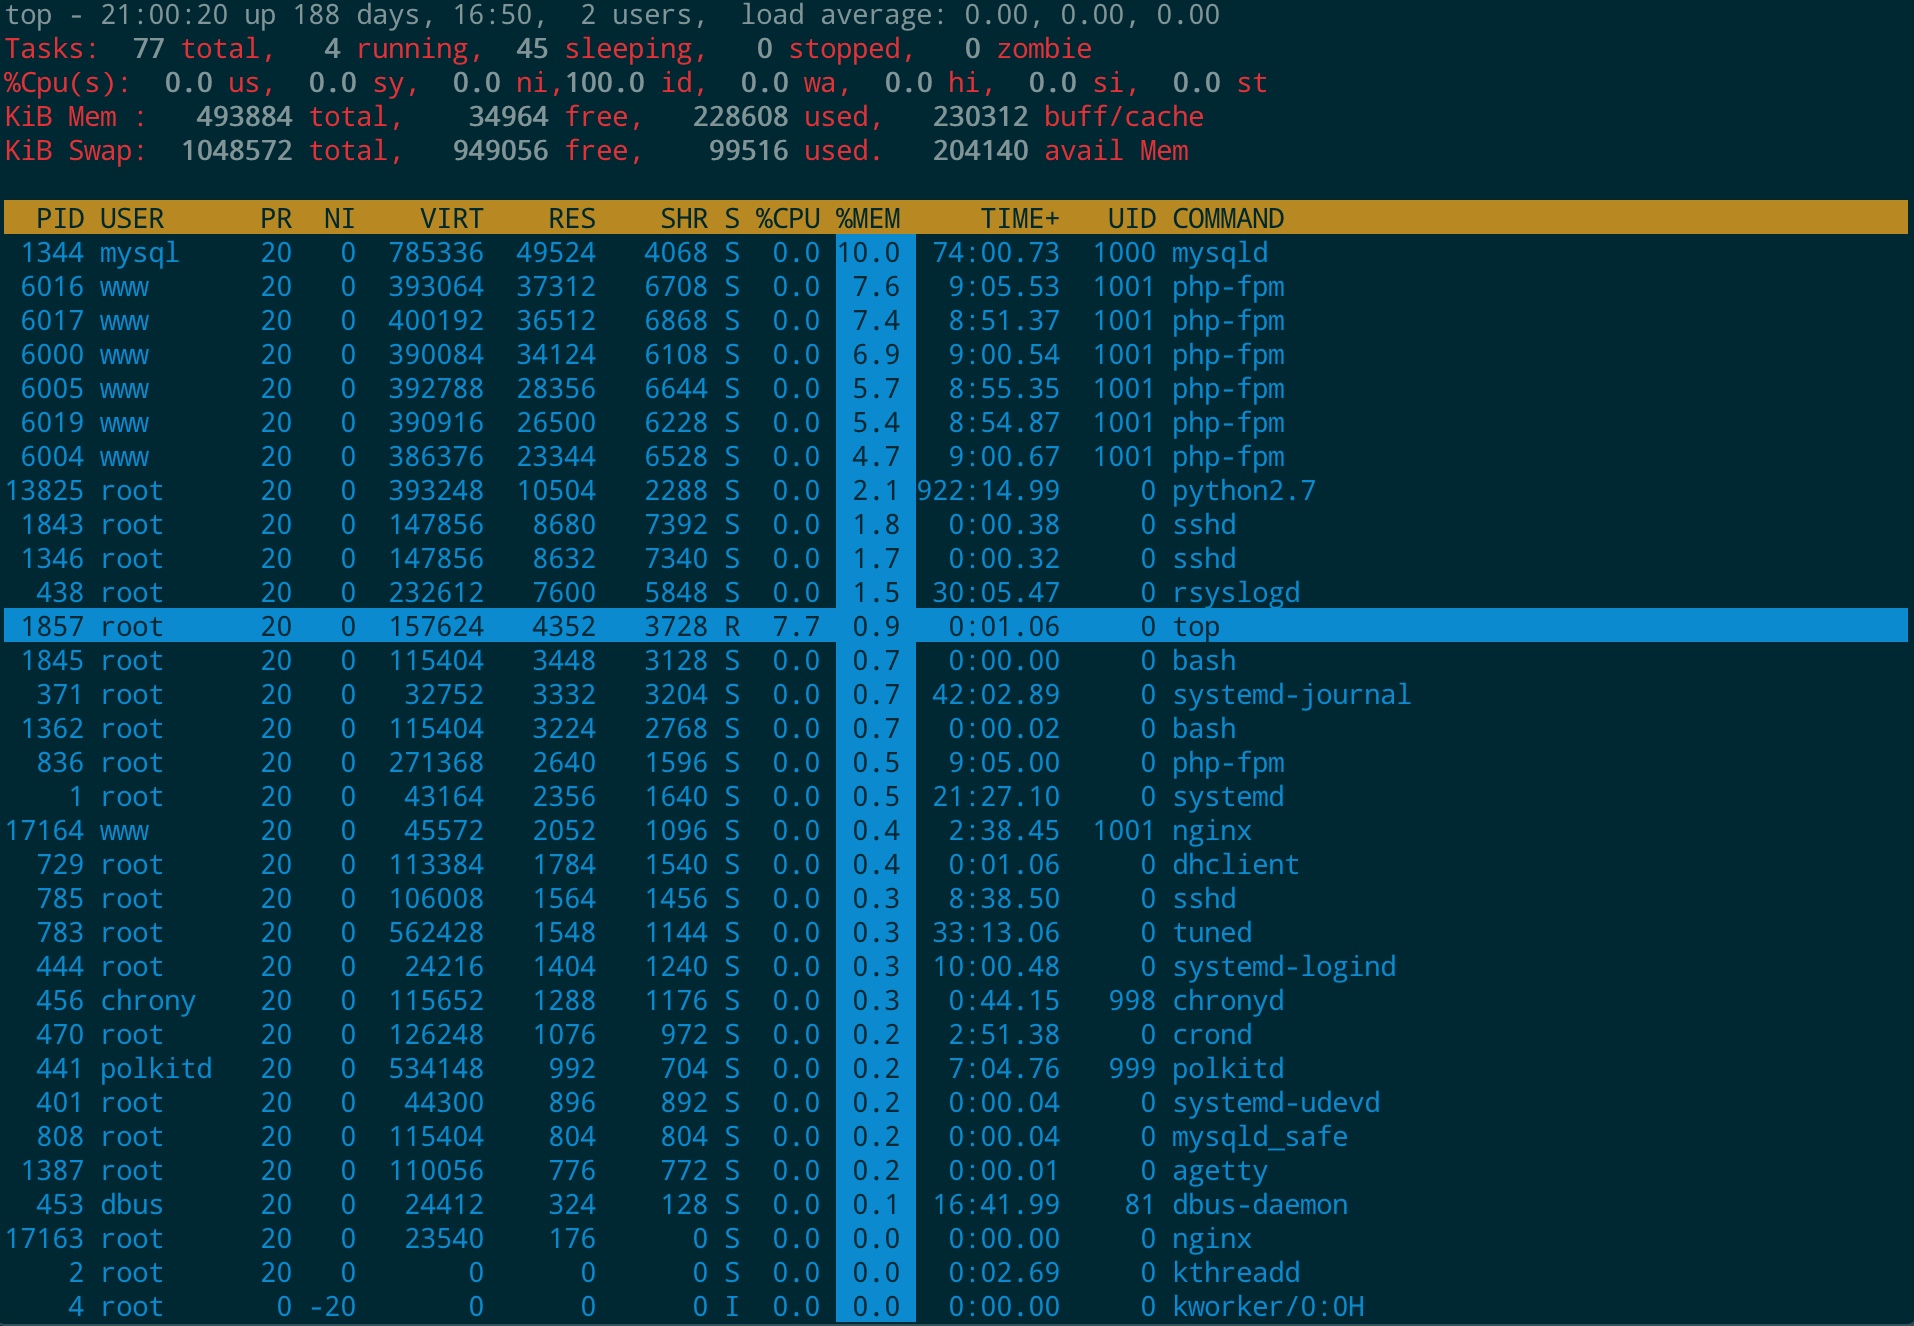 top - 21:00:20 up 188 days, 16:50,  2 users,  load average: 0.00, 0.00, 0.00
Tasks:  77 total,   4 running,  45 sleeping,   0 stopped,   0 zombie
%Cpu(s):  0.0 us,  0.0 sy,  0.0 ni,100.0 id,  0.0 wa,  0.0 hi,  0.0 si,  0.0 st
KiB Mem :   493884 total,    34964 free,   228608 used,   230312 buff/cache
KiB Swap:  1048572 total,   949056 free,    99516 used.   204140 avail Mem
PID USER      PR  NI    VIRT    RES    SHR S %CPU %MEM     TIME+   UID COMMAND
1344 mysql     20   0  785336  49524   4068 S  0.0 10.0  74:00.73  1000 mysqld
6016 www       20   0  393064  37312   6708 S  0.0  7.6   9:05.53  1001 php-fpm
6017 www       20   0  400192  36512   6868 S  0.0  7.4   8:51.37  1001 php-fpm
6000 www       20   0  390084  34124   6108 S  0.0  6.9   9:00.54  1001 php-fpm
6005 www       20   0  392788  28356   6644 S  0.0  5.7   8:55.35  1001 php-fpm
6019 www       20   0  390916  26500   6228 S  0.0  5.4   8:54.87  1001 php-fpm
6004 www       20   0  386376  23344   6528 S  0.0  4.7   9:00.67  1001 php-fpm
13825 root      20   0  393248  10504   2288 S  0.0  2.1 922:14.99     0 python2.7
1843 root      20   0  147856   8680   7392 S  0.0  1.8   0:00.38     0 sshd
1346 root      20   0  147856   8632   7340 S  0.0  1.7   0:00.32     0 sshd
438 root      20   0  232612   7600   5848 S  0.0  1.5  30:05.47     0 rsyslogd
1857 root      20   0  157624   4352   3728 R  7.7  0.9   0:01.06     0 top
1845 root      20   0  115404   3448   3128 S  0.0  0.7   0:00.00     0 bash
371 root      20   0   32752   3332   3204 S  0.0  0.7  42:02.89     0 systemd-journal
1362 root      20   0  115404   3224   2768 S  0.0  0.7   0:00.02     0 bash
836 root      20   0  271368   2640   1596 S  0.0  0.5   9:05.00     0 php-fpm
1 root      20   0   43164   2356   1640 S  0.0  0.5  21:27.10     0 systemd
17164 www       20   0   45572   2052   1096 S  0.0  0.4   2:38.45  1001 nginx
729 root      20   0  113384   1784   1540 S  0.0  0.4   0:01.06     0 dhclient
785 root      20   0  106008   1564   1456 S  0.0  0.3   8:38.50     0 sshd
783 root      20   0  562428   1548   1144 S  0.0  0.3  33:13.06     0 tuned
444 root      20   0   24216   1404   1240 S  0.0  0.3  10:00.48     0 systemd-logind
456 chrony    20   0  115652   1288   1176 S  0.0  0.3   0:44.15   998 chronyd
470 root      20   0  126248   1076    972 S  0.0  0.2   2:51.38     0 crond
441 polkitd   20   0  534148    992    704 S  0.0  0.2   7:04.76   999 polkitd
401 root      20   0   44300    896    892 S  0.0  0.2   0:00.04     0 systemd-udevd
808 root      20   0  115404    804    804 S  0.0  0.2   0:00.04     0 mysqld_safe
1387 root      20   0  110056    776    772 S  0.0  0.2   0:00.01     0 agetty
453 dbus      20   0   24412    324    128 S  0.0  0.1  16:41.99    81 dbus-daemon
17163 root      20   0   23540    176      0 S  0.0  0.0   0:00.00     0 nginx
2 root      20   0       0      0      0 S  0.0  0.0   0:02.69     0 kthreadd
4 root       0 -20       0      0      0 I  0.0  0.0   0:00.00     0 kworker/0:0H